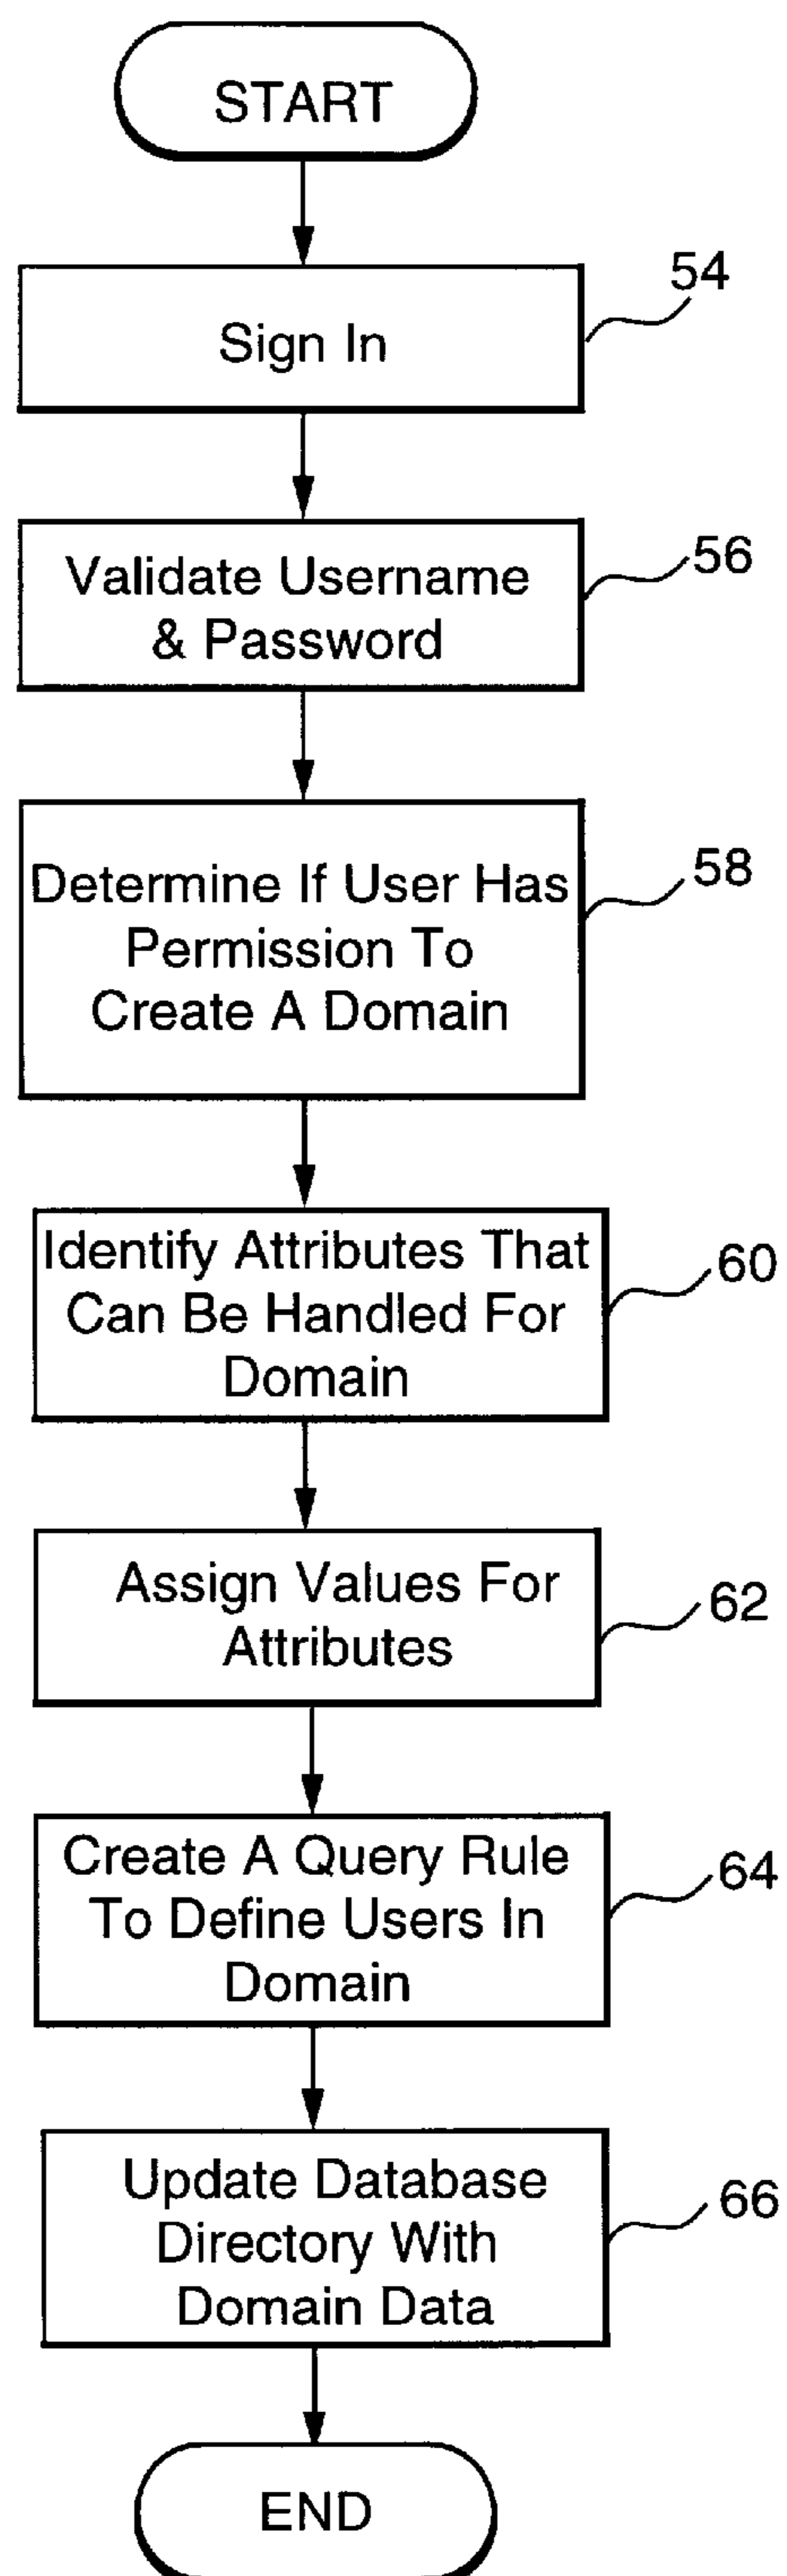 START
54
Sign In
56
Validate Username
& Password
58
Determine If User Has
Permission To
Create A Domain
60
Identify Attributes That
Can Be Handled For
Domain
62
Assign Values For
Attributes
64
Create A Query Rule
To Define Users In
Domain
66
Update Database
Directory With
Domain Data
END